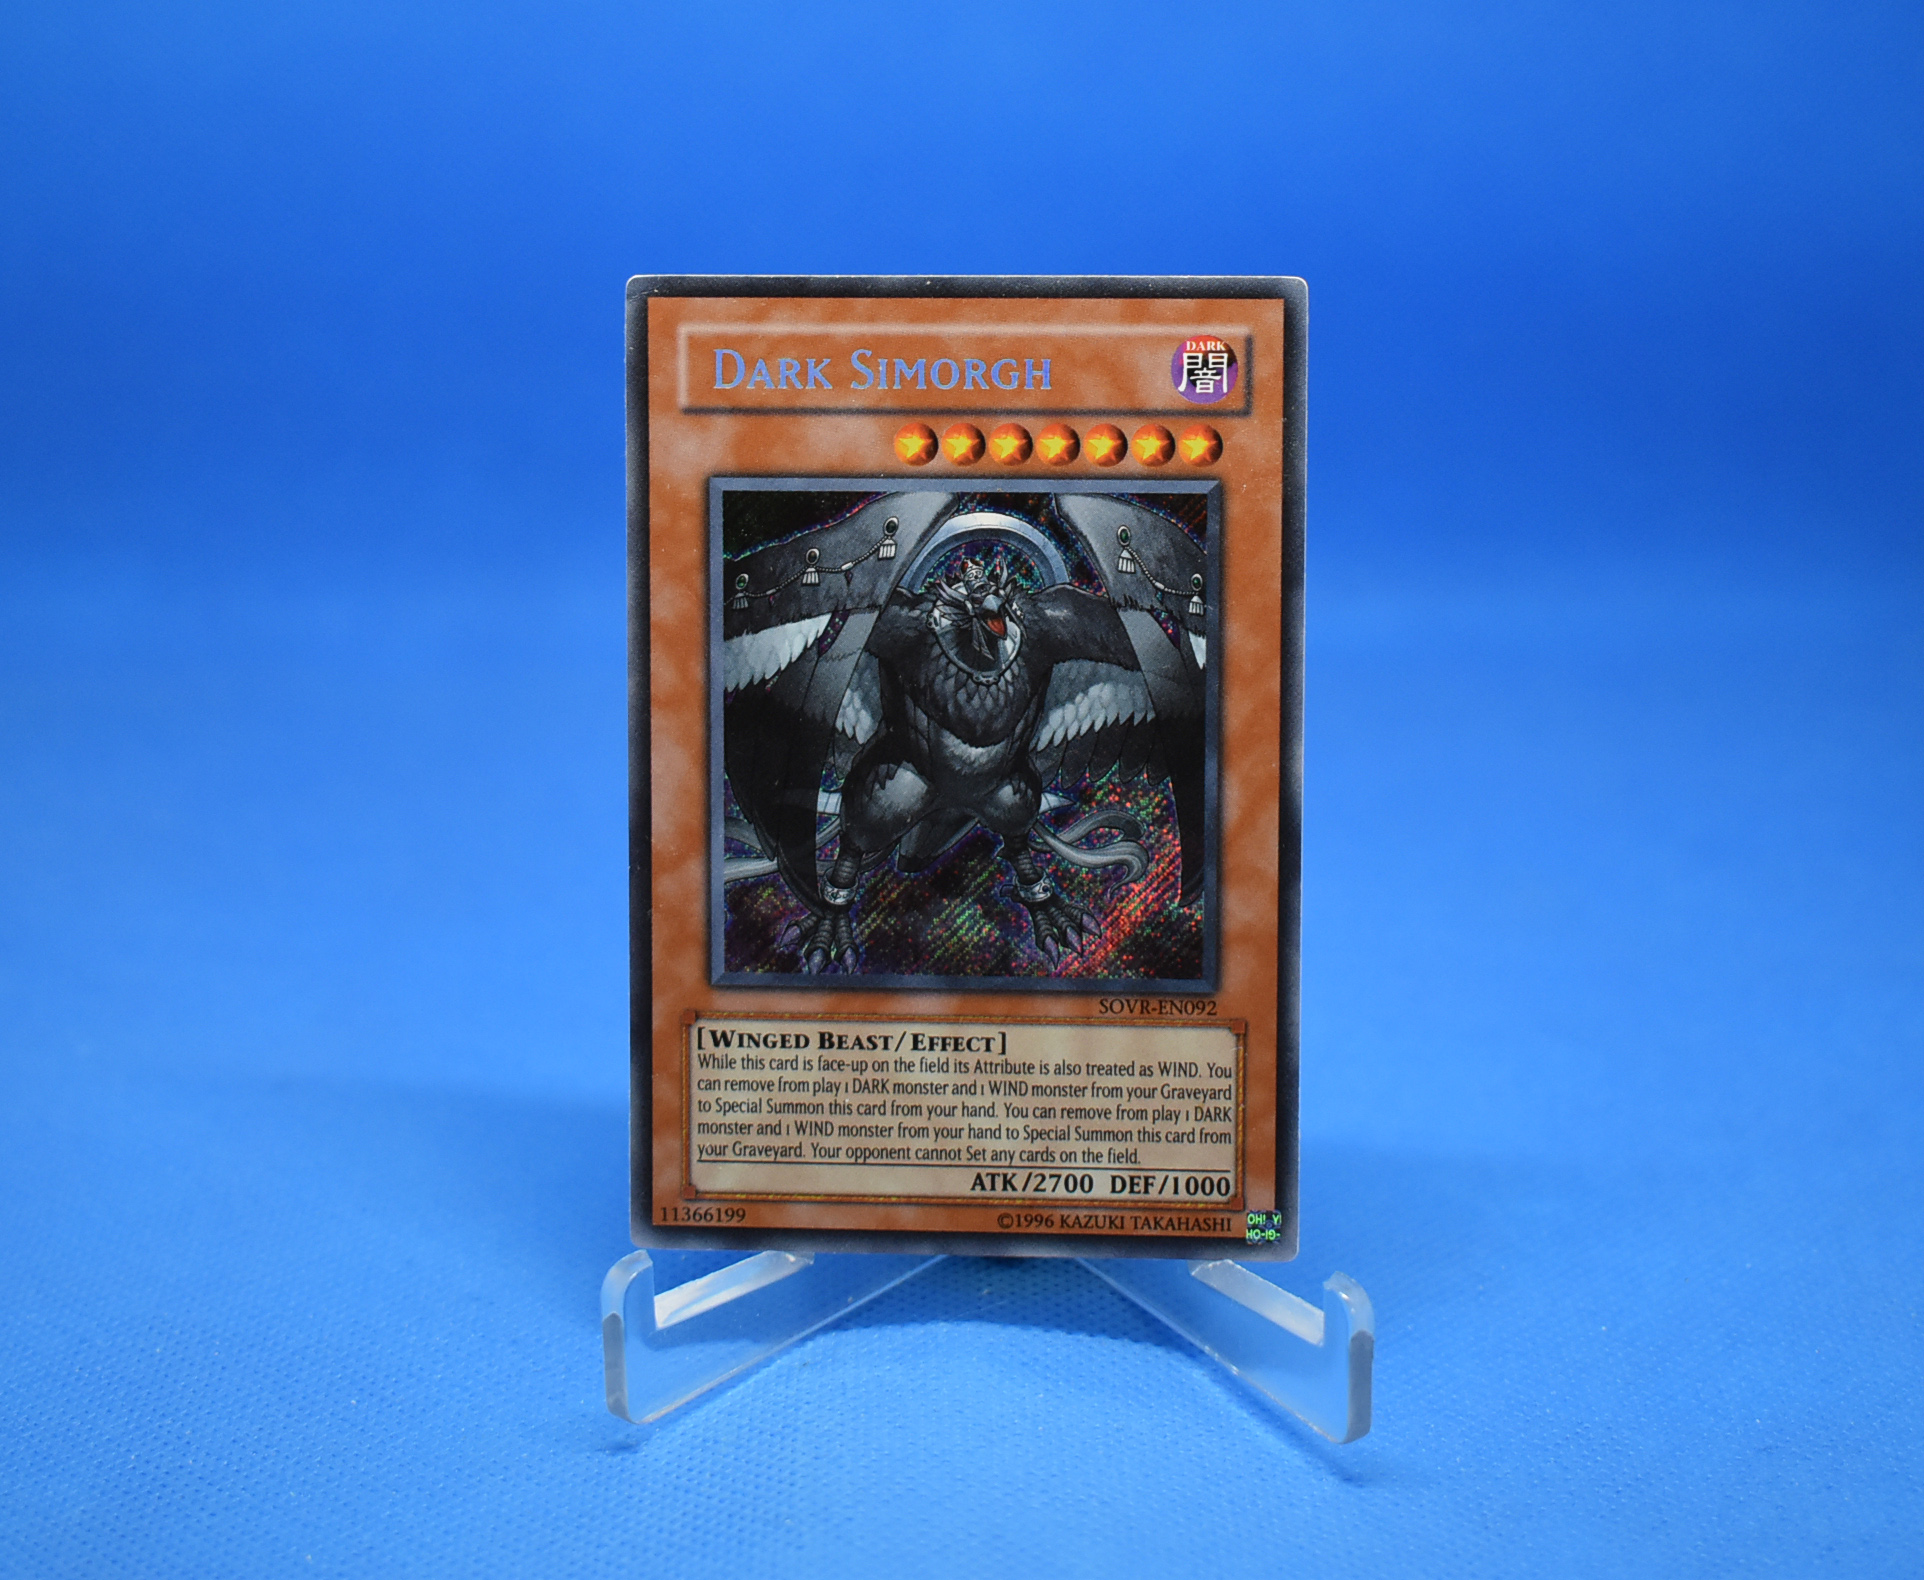 DARK SIMORGH
DARK
闇
SOVR-EN092
[WINGED BEAST/EFFECT]
While this card is face-up on the field its Attribute is also treated as WIND. You
can remove from play 1 DARK monster and 1 WIND monster from your Graveyard
to Special Summon this card from your hand. You can remove from play 1 DARK
monster and 1 WIND monster from your hand to Special Summon this card from
your Graveyard. Your opponent cannot Set any cards on the field.
ATK/2700 DEF/1000
11366199
©1996 KAZUKI TAKAHASHI